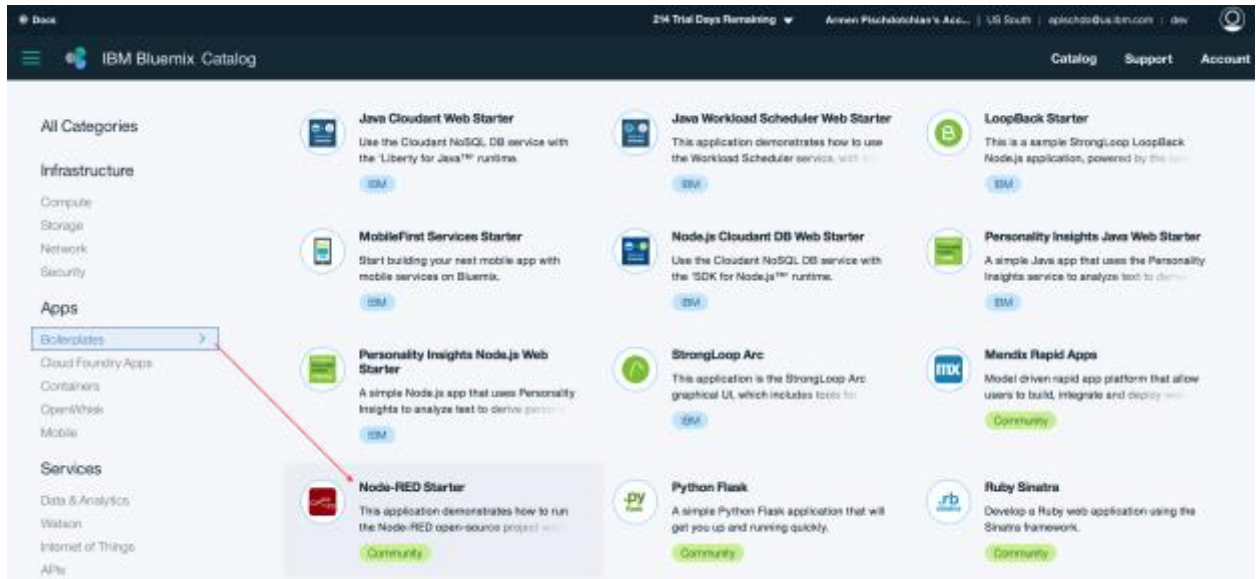 Docs
214 Trial Days Remaining
Armen Pischdotchian's Acc... | US South | apischdo@us.ibm.com : dev
IBM Bluemix Catalog
Catalog Support Account
All Categories
Infrastructure
Compute
Storage
Network
Security
Apps
Boilerplates >
Cloud Foundry Apps
Containers
OpenWhisk
Mobile
Services
Data & Analytics
Watson
Internet of Things
APIs
Java Cloudant Web Starter
Use the Cloudant NoSQL DB service with
the 'Liberty for Java™' runtime.
IBM
Java Workload Scheduler Web Starter
This application demonstrates how to use
the Workload Scheduler service, with
IBM
LoopBack Starter
This is a sample StrongLoop LoopBack
Node.js application, powered by the
IBM
MobileFirst Services Starter
Start building your next mobile app with
mobile services on Bluemix.
IBM
Node.js Cloudant DB Web Starter
Use the Cloudant NoSQL DB service with
the 'SDK for Node.js™' runtime.
IBM
Personality Insights Java Web Starter
A simple Java app that uses the Personality
Insights service to analyze text to
IBM
Personality Insights Node.js Web
Starter
A simple Node.js app that uses Personality
Insights to analyze text to derive
IBM
StrongLoop Arc
This application is the StrongLoop Arc
graphical UI, which includes tools for
IBM
mx
Mendix Rapid Apps
Model driven rapid app platform that allow
users to build, integrate and deploy
Community
Node-RED Starter
This application demonstrates how to run
the Node-RED open-source project
Community
.py
Python Flask
A simple Python Flask application that will
get you up and running quickly.
Community
.rb
Ruby Sinatra
Develop a Ruby web application using the
Sinatra framework.
Community